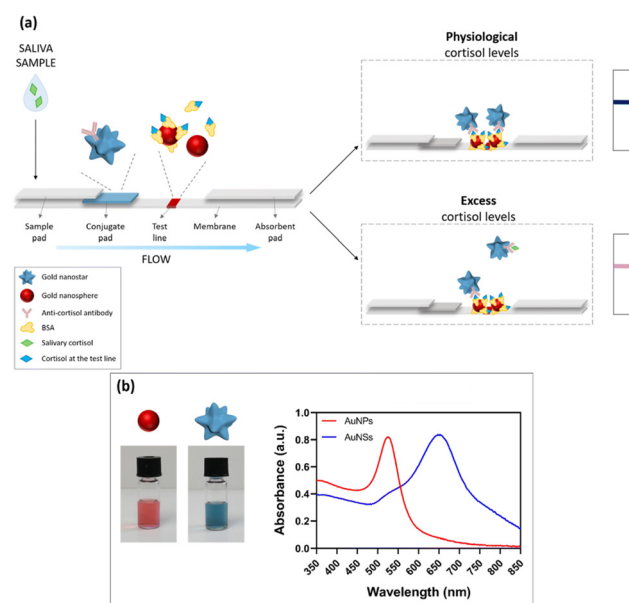 (a)
SALIVA
SAMPLE
Physiological
cortisol levels
Excess
cortisol levels
Sample
pad
Conjugate
pad
Test
line
Membrane
Absorbent
pad
FLOW
Gold nanostar
Gold nanosphere
Anti-cortisol antibody
BSA
Salivary cortisol
Cortisol at the test line
(b)
AuNPs
AuNSs
Absorbance (a.u.)
1.0
0.8
0.6
0.4
0.2
0.0
350 400 450 500 550 600 650 700 750 800 850
Wavelength (nm)